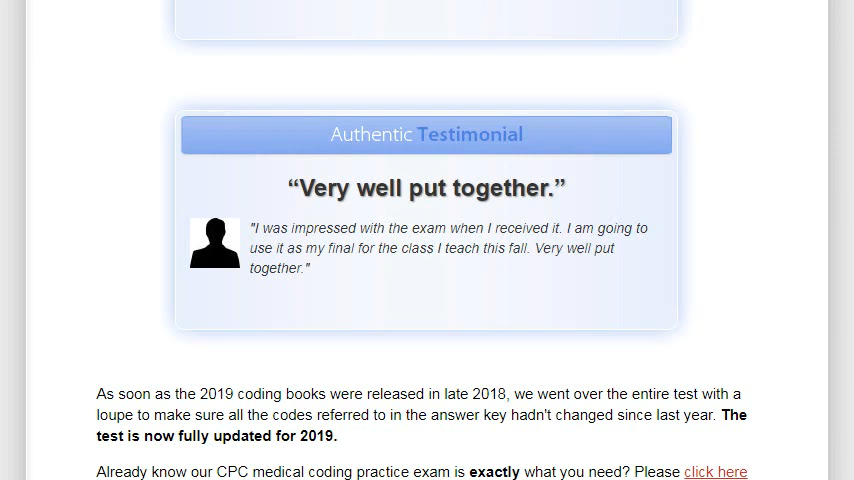 Authentic Testimonial
“Very well put together.”
"I was impressed with the exam when I received it. I am going to
use it as my final for the class I teach this fall. Very well put
together."
As soon as the 2019 coding books were released in late 2018, we went over the entire test with a
loupe to make sure all the codes referred to in the answer key hadn't changed since last year. The
test is now fully updated for 2019.
Already know our CPC medical coding practice exam is exactly what you need? Please click here